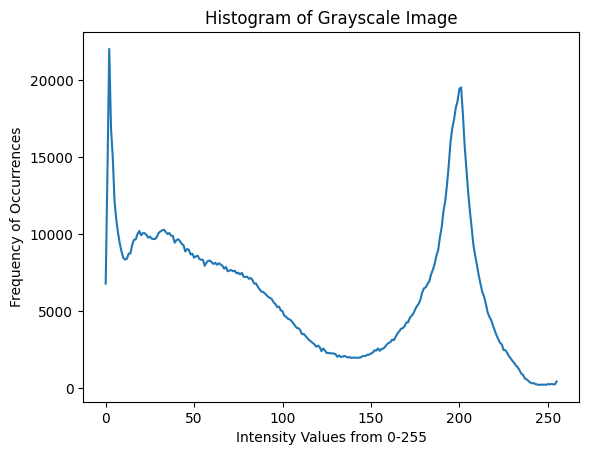 Histogram of Grayscale Image
Frequency of Occurrences
20000
15000
10000
5000
0
0 50 100 150 200 250
Intensity Values from 0-255